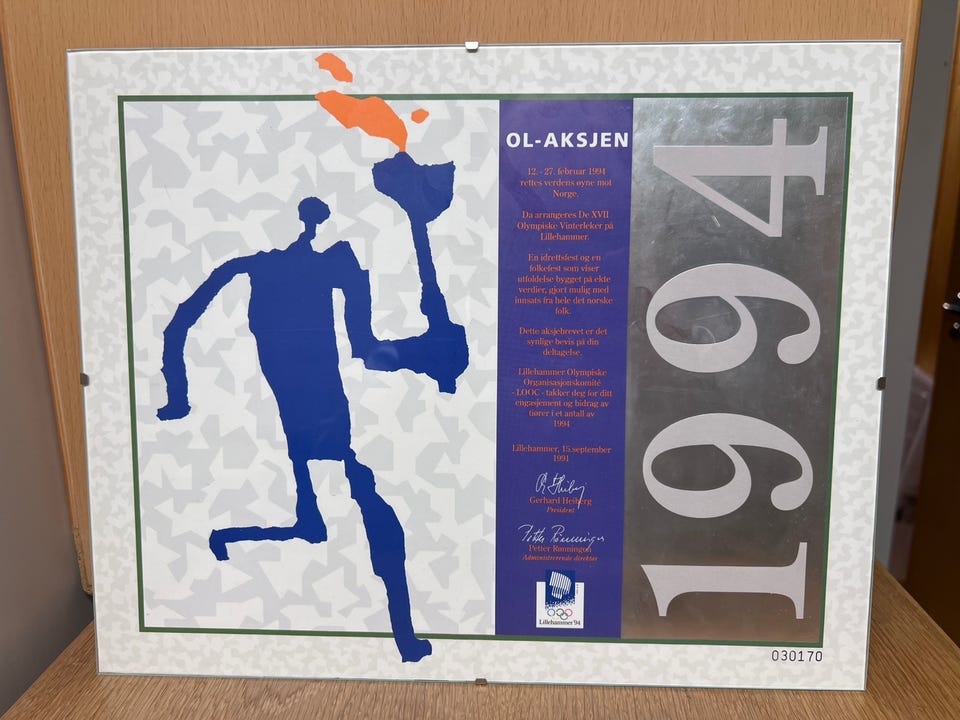 OL-AKSJEN
12. - 27. februar 1994
rettes verdens øyne mot
Norge.
Da arrangeres De XVII
Olympiske Vinterleker på
Lillehammer.
En idrettsfest og en
folkefest som viser
utfoldelse bygget på ekte
verdier, gjort mulig med
innsats fra hele det norske
folk.
Dette aksjebrevet er det
synlige bevis på din
deltagelse.
Lillehammer Olympiske
Organisasjonskomité
- LOOC - takker deg for ditt
engasjement og bidrag av
tiører i et antall av
1994
Lillehammer, 15.september
1991
Gerhard Heiberg
President
Petter Rønningen
Petter Rønningen
Administrerende direktør
Lillehammer '94
1994
030170